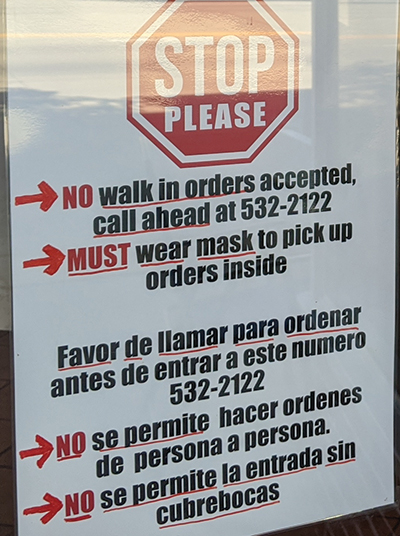 STOP
PLEASE
NO walk in orders accepted,
call ahead at 532-2122
MUST wear mask to pick up
orders inside
Favor de llamar para ordenar
antes de entrar a este numero
532-2122
NO se permite hacer ordenes
de persona a persona.
NO se permite la entrada sin
cubrebocas